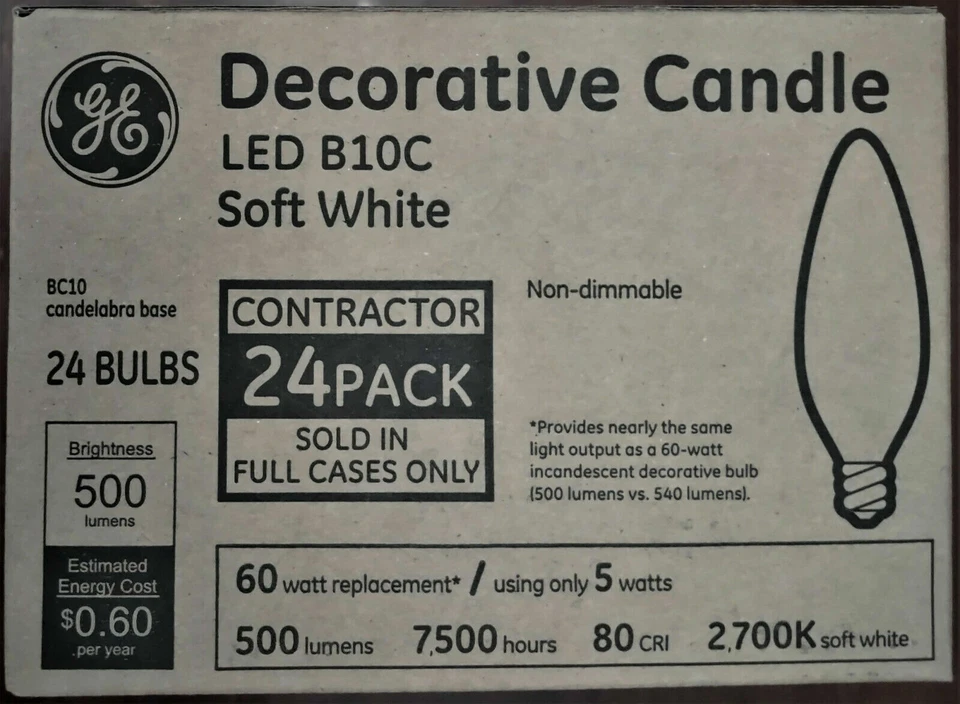 GE
Decorative Candle
LED B10C
Soft White
BC10
candelabra base
24 BULBS
CONTRACTOR
24 PACK
SOLD IN
FULL CASES ONLY
Non-dimmable
*Provides nearly the same
light output as a 60-watt
incandescent decorative bulb
(500 lumens vs. 540 lumens).
Brightness
500
lumens
Estimated
Energy Cost
$0.60
per year
60 watt replacement* / using only 5 watts
500 lumens 7,500 hours 80 CRI 2,700K soft white